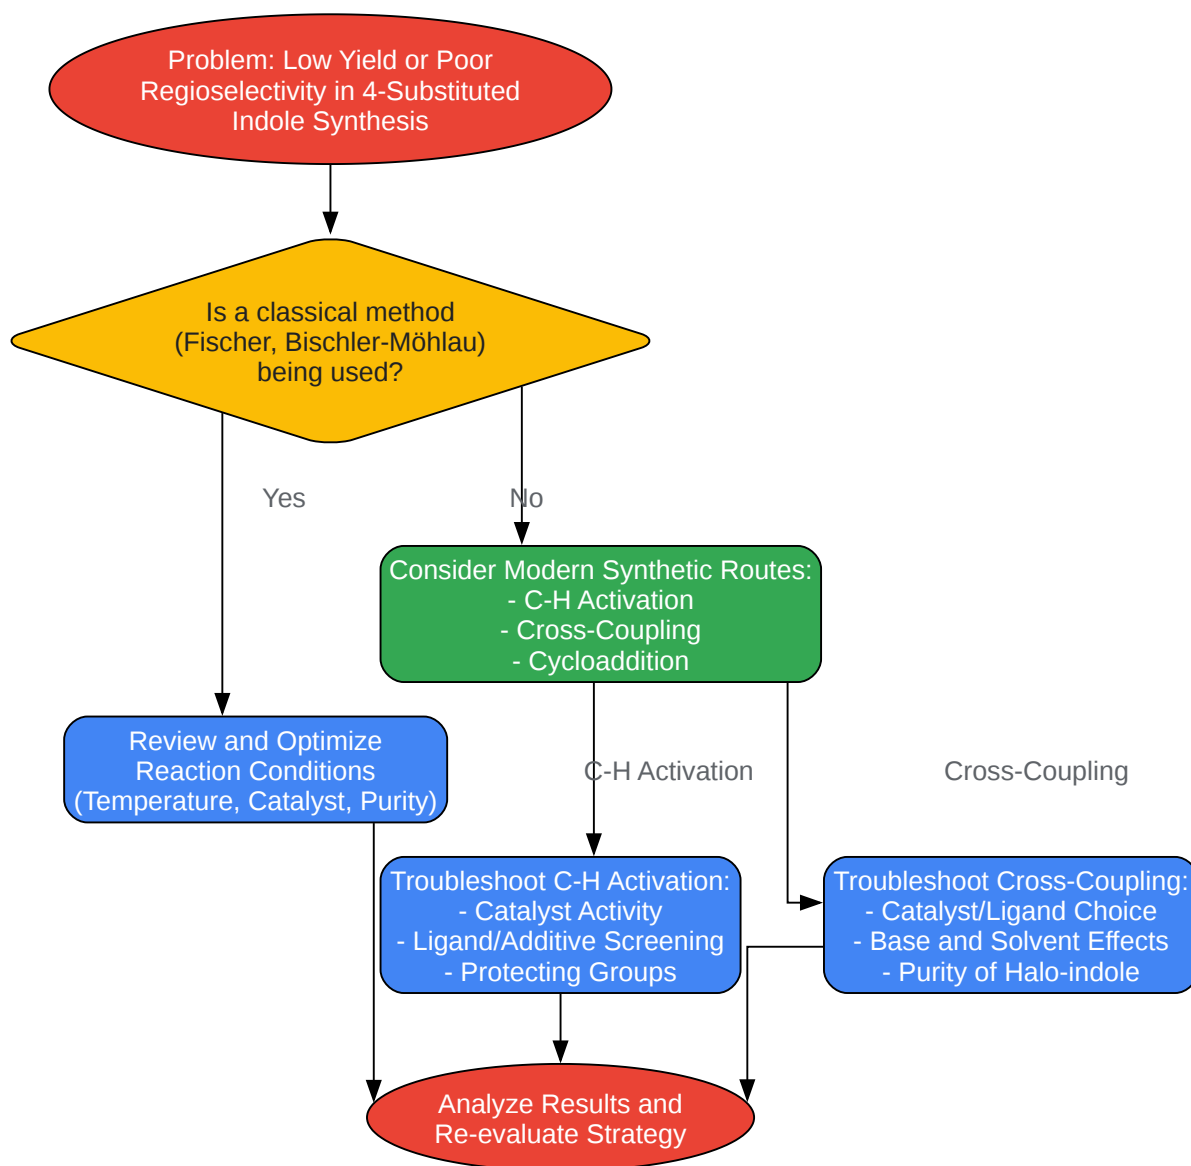 Problem: Low Yield or Poor
Regioselectivity in 4-Substituted
Indole Synthesis
Is a classical method
(Fischer, Bischler-Möhlau)
being used?
Yes
No
Consider Modern Synthetic Routes:
- C-H Activation
- Cross-Coupling
- Cycloaddition
Review and Optimize
Reaction Conditions
(Temperature, Catalyst, Purity)
C-H Activation
Cross-Coupling
Troubleshoot C-H Activation:
- Catalyst Activity
- Ligand/Additive Screening
- Protecting Groups
Troubleshoot Cross-Coupling:
- Catalyst/Ligand Choice
- Base and Solvent Effects
- Purity of Halo-indole
Analyze Results and
Re-evaluate Strategy